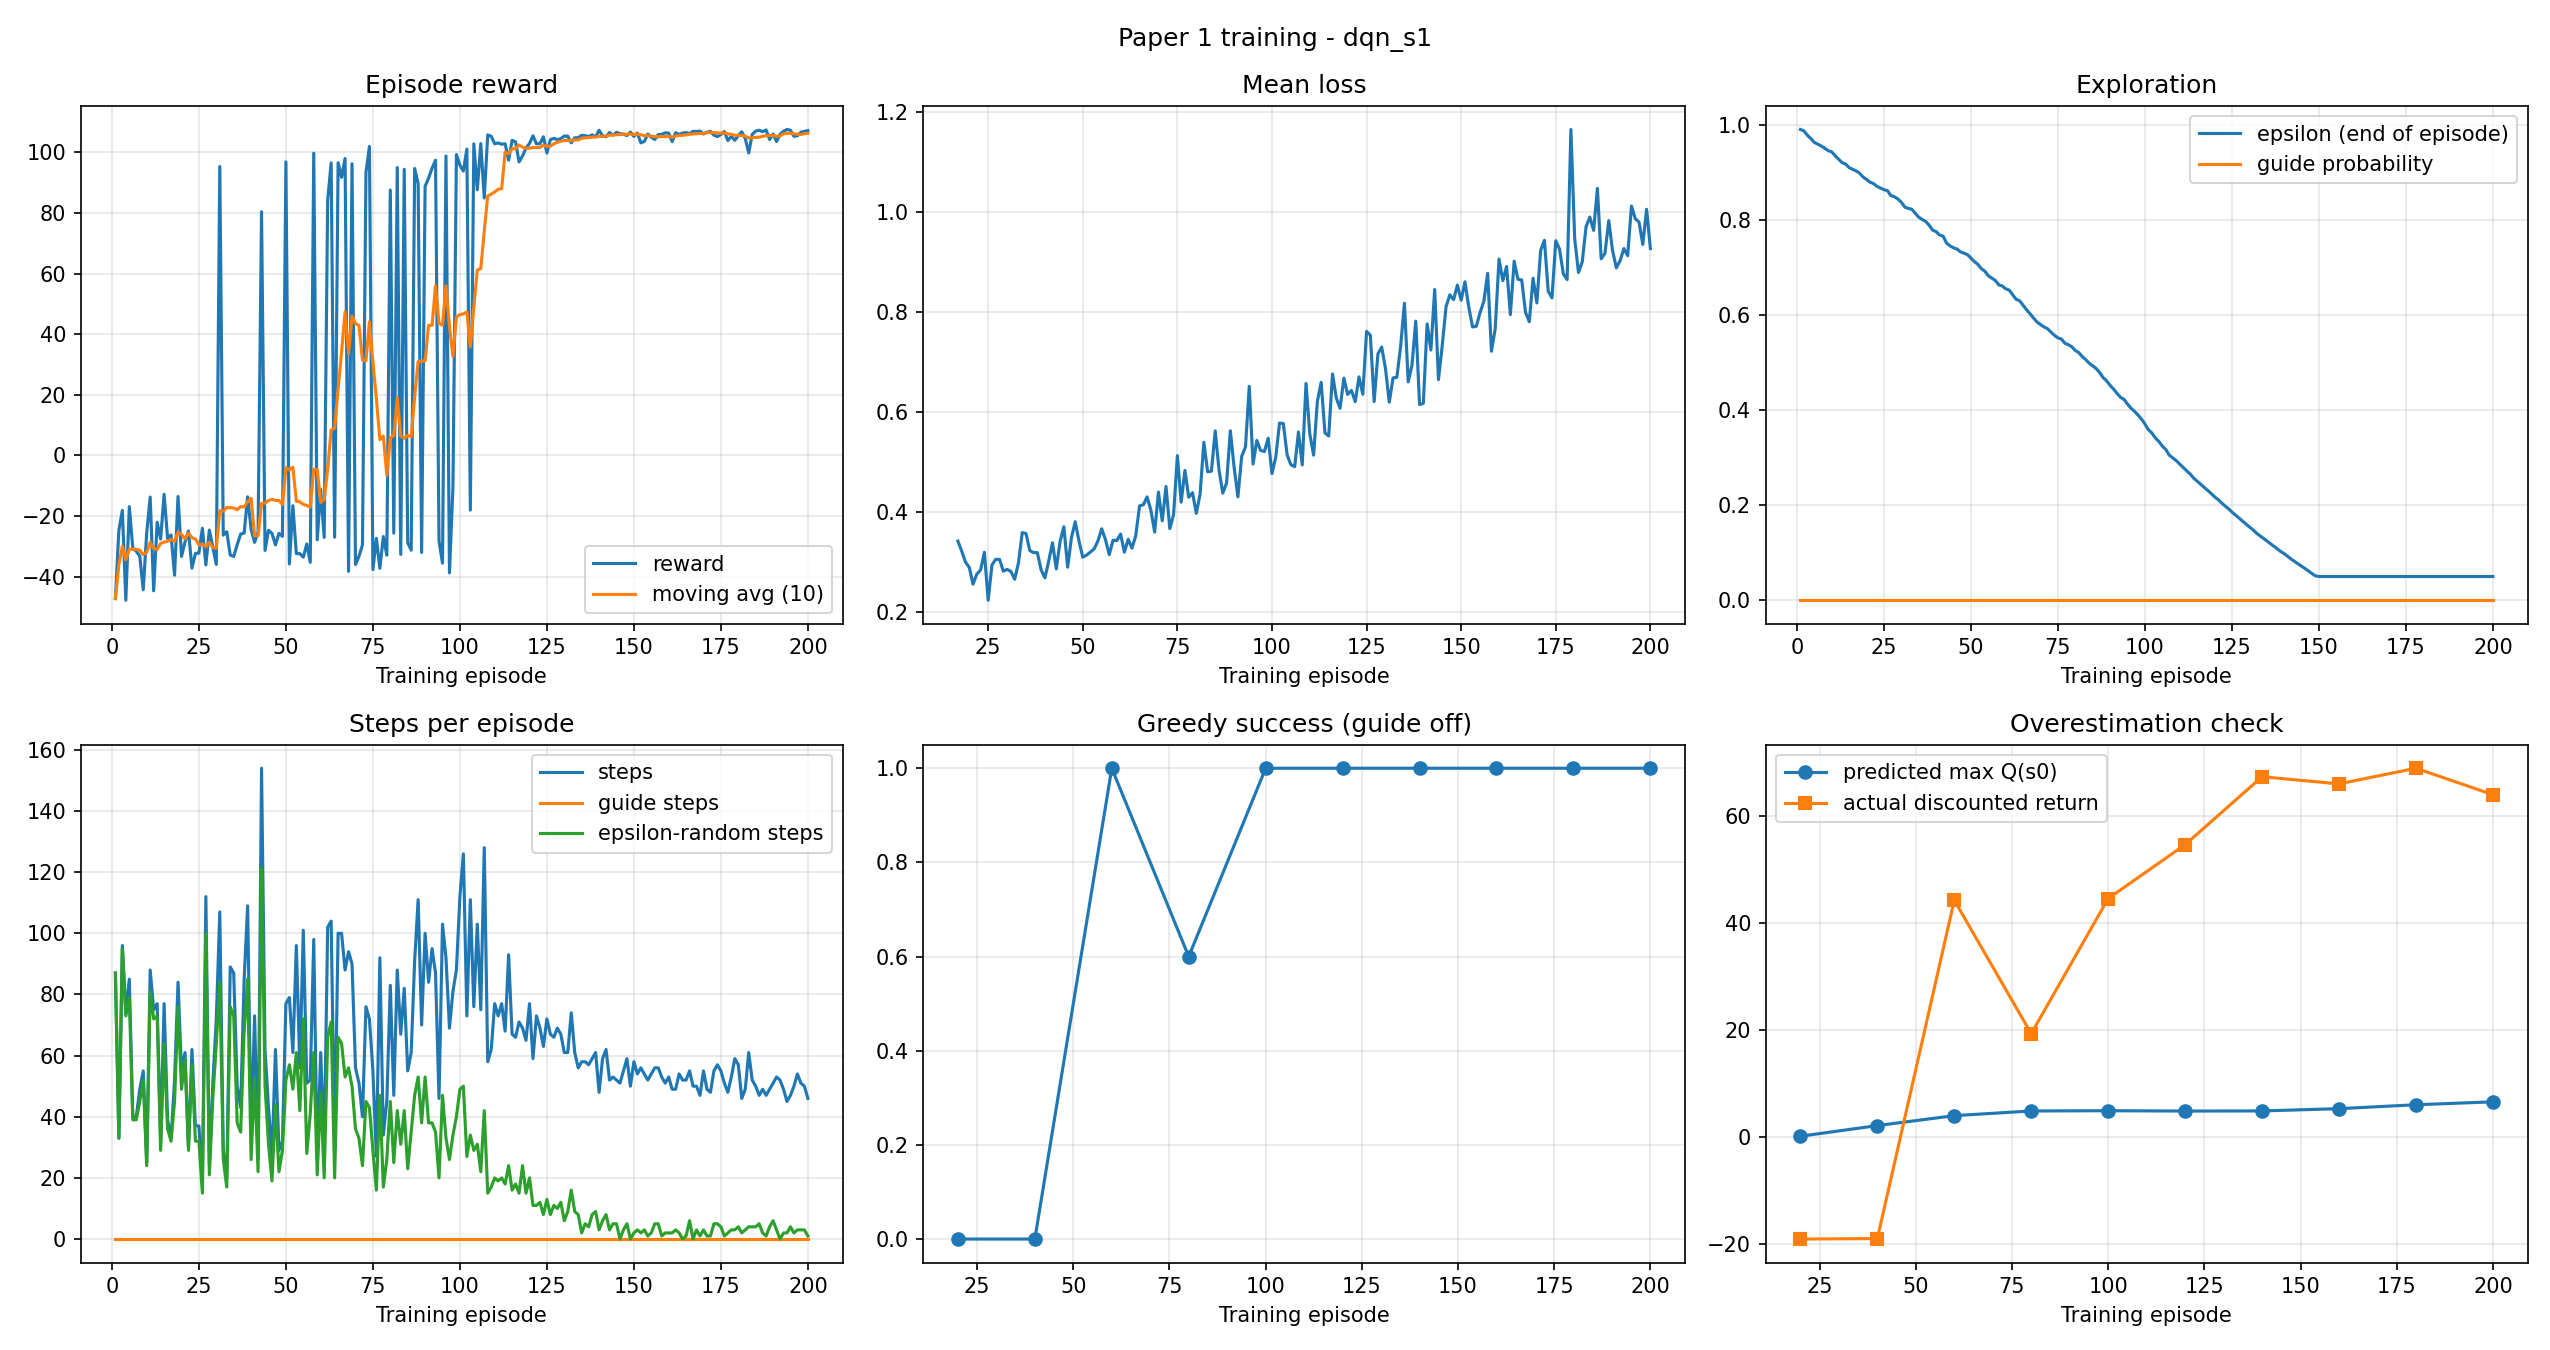 Paper 1 training - dqn_s1
Episode reward
100
80
60
40
20
0
−20
−40
reward
moving avg (10)
0 25 50 75 100 125 150 175 200
Training episode
Mean loss
1.2
1.0
0.8
0.6
0.4
0.2
25 50 75 100 125 150 175 200
Training episode
Exploration
1.0
0.8
0.6
0.4
0.2
0.0
epsilon (end of episode)
guide probability
0 25 50 75 100 125 150 175 200
Training episode
Steps per episode
160
140
120
100
80
60
40
20
0
steps
guide steps
epsilon-random steps
0 25 50 75 100 125 150 175 200
Training episode
Greedy success (guide off)
1.0
0.8
0.6
0.4
0.2
0.0
25 50 75 100 125 150 175 200
Training episode
Overestimation check
60
40
20
0
−20
predicted max Q(s0)
actual discounted return
25 50 75 100 125 150 175 200
Training episode